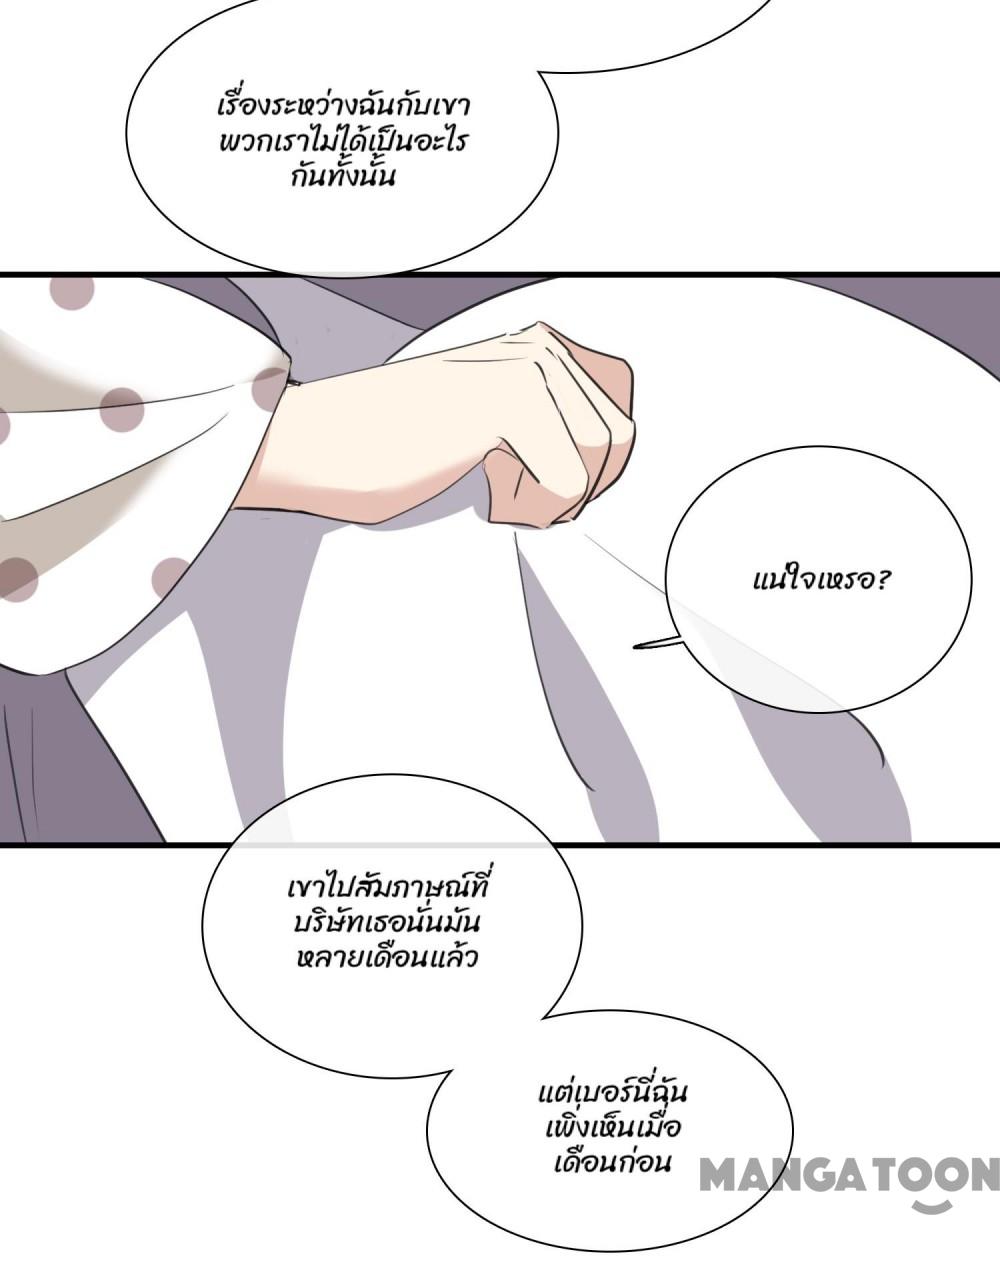 เรื่องระหว่างฉันกับเขา
พวกเราไม่ได้เป็นอะไร
กันทั้งนั้น
แน่ใจเหรอ?
เขาไปสัมภาษณ์ที่
บริษัทเธอนั่นมัน
หลายเดือนแล้ว
แต่เบอร์นี่ฉัน
เพิ่งเห็นเมื่อ
เดือนก่อน
MANGATOON